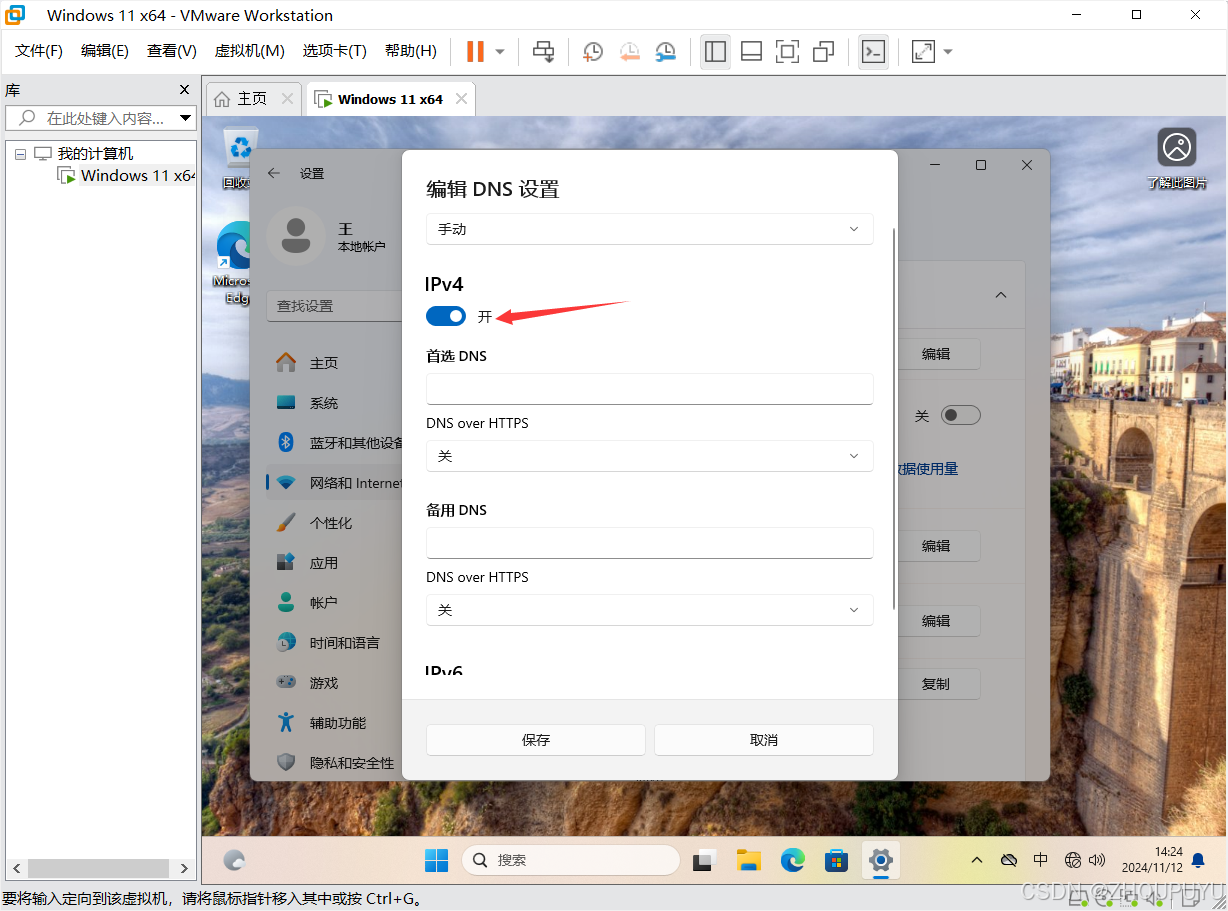 Windows 11 x64 - VMware Workstation
文件(F) 编辑(E) 查看(V) 虚拟机(M) 选项卡(T) 帮助(H)
库
在此处键入内容...
我的计算机
Windows 11 x64
主页
Windows 11 x64
回收
Micros
Edg
了解此图片
设置
王
本地帐户
查找设置
主页
系统
蓝牙和其他设备
网络和 Internet
个性化
应用
帐户
时间和语言
游戏
辅助功能
隐私和安全性
编辑 DNS 设置
手动
IPv4
开
首选 DNS
DNS over HTTPS
关
备用 DNS
DNS over HTTPS
关
IPv6
保存
取消
编辑
关
数据使用量
编辑
编辑
复制
搜索
中
14:24
2024/11/12
要将输入定向到该虚拟机，请将鼠标指针移入其中或按 Ctrl+G。
CSDN @ZHOUPUYU